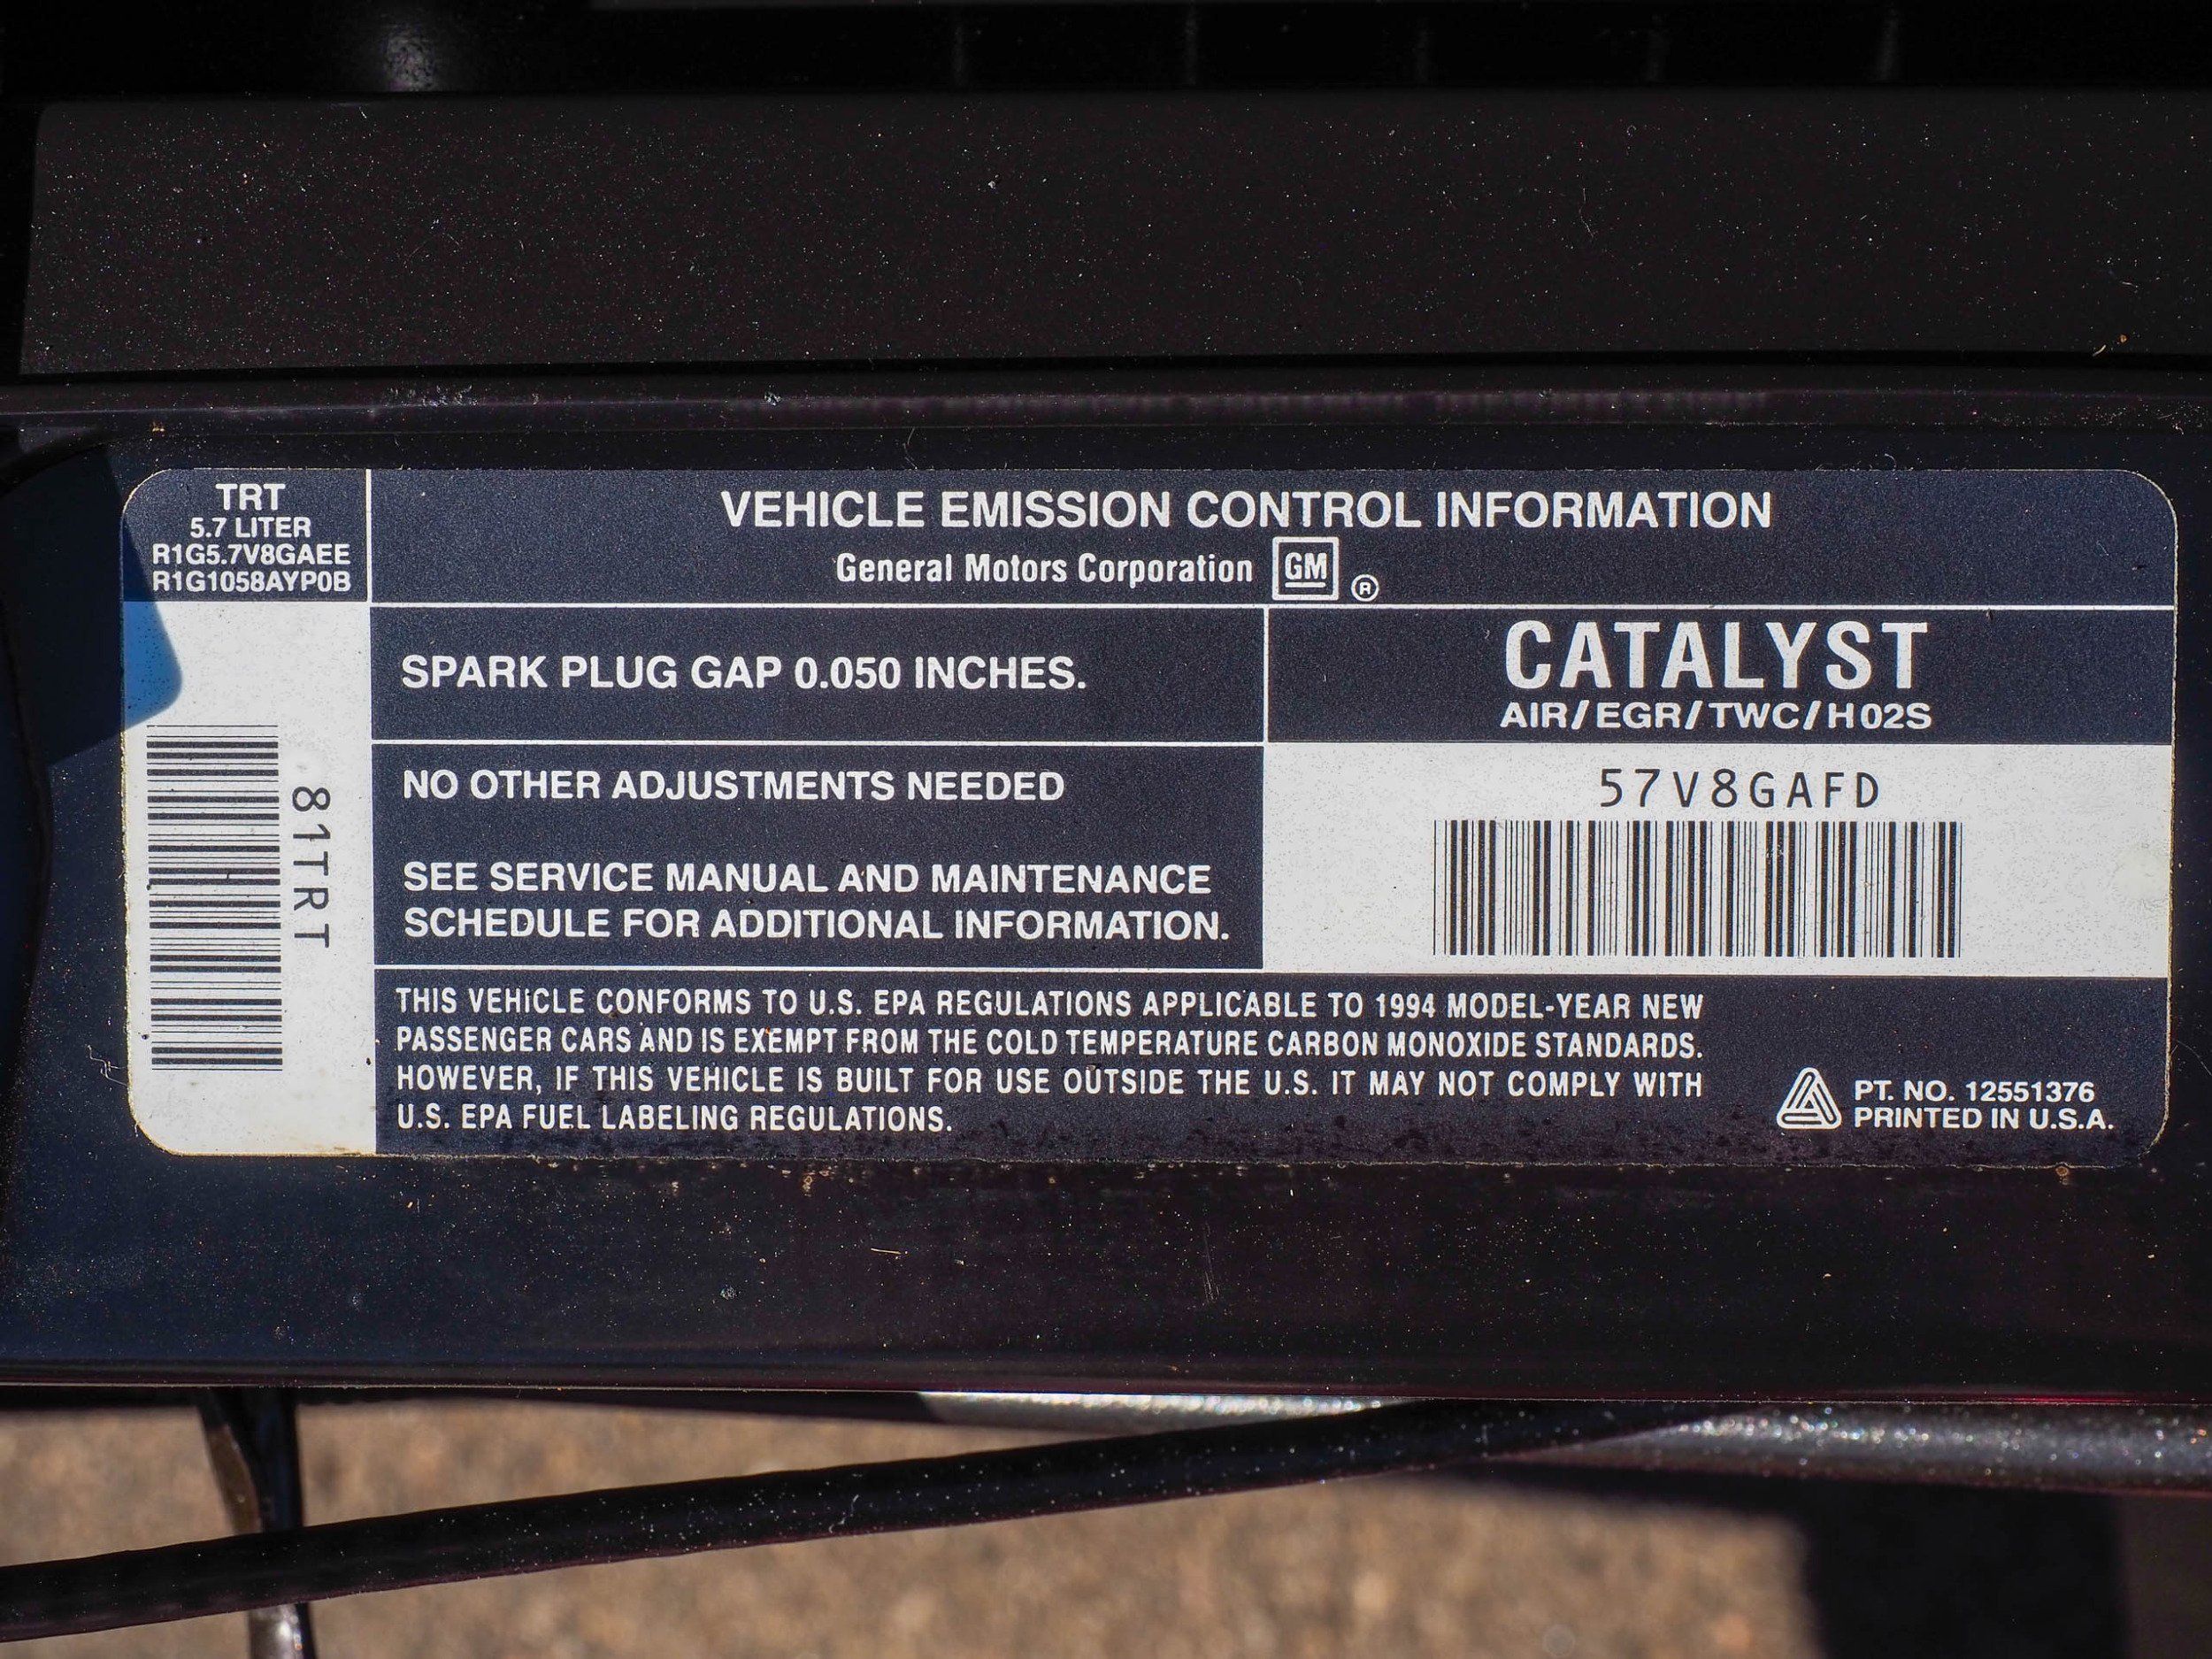 TRT
5.7 LITER
R1G5.7V8GAEE
R1G1058AYP0B
81TRT
VEHICLE EMISSION CONTROL INFORMATION
General Motors Corporation GM ®
SPARK PLUG GAP 0.050 INCHES.
CATALYST
AIR/EGR/TWC/H02S
NO OTHER ADJUSTMENTS NEEDED
SEE SERVICE MANUAL AND MAINTENANCE
SCHEDULE FOR ADDITIONAL INFORMATION.
57V8GAFD
THIS VEHICLE CONFORMS TO U.S. EPA REGULATIONS APPLICABLE TO 1994 MODEL-YEAR NEW
PASSENGER CARS AND IS EXEMPT FROM THE COLD TEMPERATURE CARBON MONOXIDE STANDARDS.
HOWEVER, IF THIS VEHICLE IS BUILT FOR USE OUTSIDE THE U.S. IT MAY NOT COMPLY WITH
U.S. EPA FUEL LABELING REGULATIONS.
PT. NO. 12551376
PRINTED IN U.S.A.